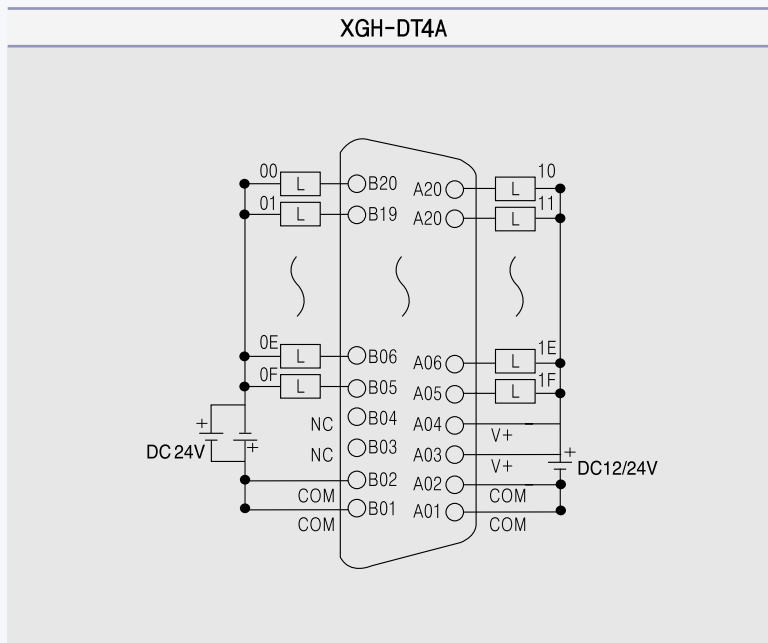 XGH-DT4A
00 L B20 A20 L 10
01 L B19 A20 L 11
0E L B06 A06 L 1E
0F L B05 A05 L 1F
NC B04 A04 V+
+ + DC 24V NC B03 A03 V+ + DC12/24V
COM B02 A02 COM
COM B01 A01 COM